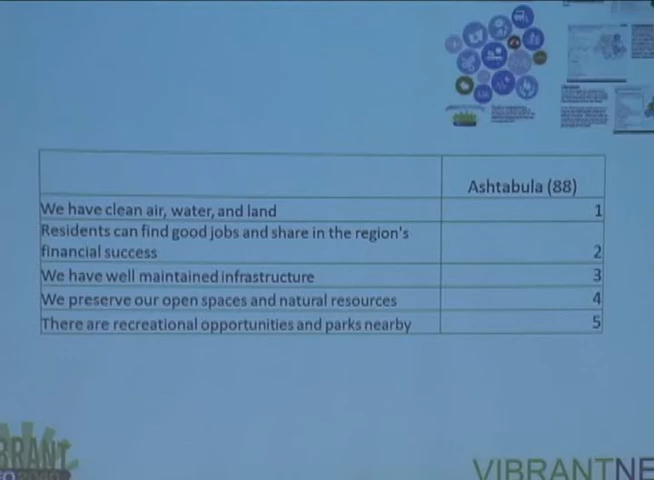 Ashtabula (88)
We have clean air, water, and land 1
Residents can find good jobs and share in the region's
financial success 2
We have well maintained infrastructure 3
We preserve our open spaces and natural resources 4
There are recreational opportunities and parks nearby 5
BRANT
VIBRANTNE